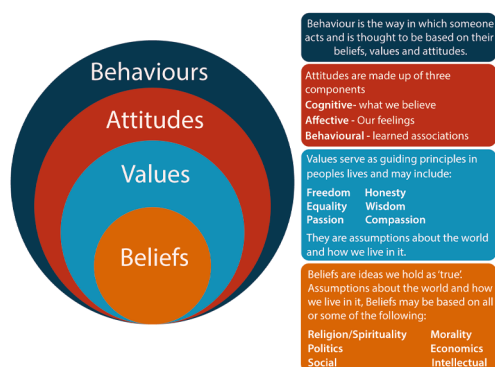 Behaviours
Attitudes
Values
Beliefs
Behaviour is the way in which someone
acts and is thought to be based on their
beliefs, values and attitudes.
Attitudes are made up of three
components
Cognitive- what we believe
Affective - Our feelings
Behavioural - learned associations
Values serve as guiding principles in
peoples lives and may include:
Freedom Honesty
Equality Wisdom
Passion Compassion
They are assumptions about the world
and how we live in it.
Beliefs are ideas we hold as 'true'.
Assumptions about the world and how
we live in it, Beliefs may be based on all
or some of the following:
Religion/Spirituality Morality
Politics Economics
Social Intellectual